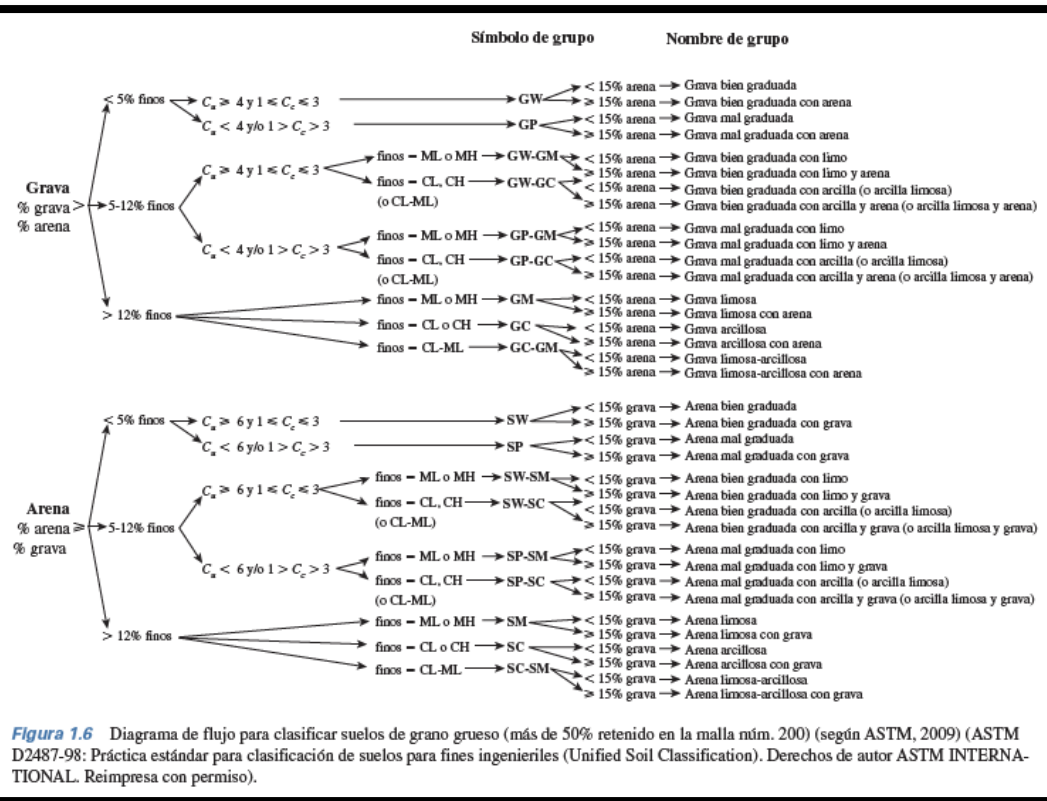 Símbolo de grupo Nombre de grupo
< 5% finos C_u ≥ 4 y 1 ≤ C_c ≤ 3 GW < 15% arena Grava bien graduada
≥ 15% arena Grava bien graduada con arena
C_u < 4 y/o 1 > C_c > 3 GP < 15% arena Grava mal graduada
≥ 15% arena Grava mal graduada con arena
Grava
% grava >
% arena
5-12% finos C_u ≥ 4 y 1 ≤ C_c ≤ 3 finos = ML o MH GW-GM < 15% arena Grava bien graduada con limo
≥ 15% arena Grava bien graduada con limo y arena
finos = CL, CH GW-GC < 15% arena Grava bien graduada con arcilla (o arcilla limosa)
(o CL-ML) ≥ 15% arena Grava bien graduada con arcilla y arena (o arcilla limosa y arena)
C_u < 4 y/o 1 > C_c > 3 finos = ML o MH GP-GM < 15% arena Grava mal graduada con limo
≥ 15% arena Grava mal graduada con limo y arena
finos = CL, CH GP-GC < 15% arena Grava mal graduada con arcilla (o arcilla limosa)
(o CL-ML) ≥ 15% arena Grava mal graduada con arcilla y arena (o arcilla limosa y arena)
> 12% finos finos = ML o MH GM < 15% arena Grava limosa
≥ 15% arena Grava limosa con arena
finos = CL o CH GC < 15% arena Grava arcillosa
≥ 15% arena Grava arcillosa con arena
finos = CL-ML GC-GM < 15% arena Grava limosa-arcillosa
≥ 15% arena Grava limosa-arcillosa con arena
< 5% finos C_u ≥ 6 y 1 ≤ C_c ≤ 3 SW < 15% grava Arena bien graduada
≥ 15% grava Arena bien graduada con grava
C_u < 6 y/o 1 > C_c > 3 SP < 15% grava Arena mal graduada
≥ 15% grava Arena mal graduada con grava
Arena
% arena ≥
% grava
5-12% finos C_u ≥ 6 y 1 ≤ C_c ≤ 3 finos = ML o MH SW-SM < 15% grava Arena bien graduada con limo
≥ 15% grava Arena bien graduada con limo y grava
finos = CL, CH SW-SC < 15% grava Arena bien graduada con arcilla (o arcilla limosa)
(o CL-ML) ≥ 15% grava Arena bien graduada con arcilla y grava (o arcilla limosa y grava)
C_u < 6 y/o 1 > C_c > 3 finos = ML o MH SP-SM < 15% grava Arena mal graduada con limo
≥ 15% grava Arena mal graduada con limo y grava
finos = CL, CH SP-SC < 15% grava Arena mal graduada con arcilla (o arcilla limosa)
(o CL-ML) ≥ 15% grava Arena mal graduada con arcilla y grava (o arcilla limosa y grava)
> 12% finos finos = ML o MH SM < 15% grava Arena limosa
≥ 15% grava Arena limosa con grava
finos = CL o CH SC < 15% grava Arena arcillosa
≥ 15% grava Arena arcillosa con grava
finos = CL-ML SC-SM < 15% grava Arena limosa-arcillosa
≥ 15% grava Arena limosa-arcillosa con grava
Figura 1.6 Diagrama de flujo para clasificar suelos de grano grueso (más de 50% retenido en la malla núm. 200) (según ASTM, 2009) (ASTM
D2487-98: Práctica estándar para clasificación de suelos para fines ingenieriles (Unified Soil Classification). Derechos de autor ASTM INTERNA-
TIONAL. Reimpresa con permiso).